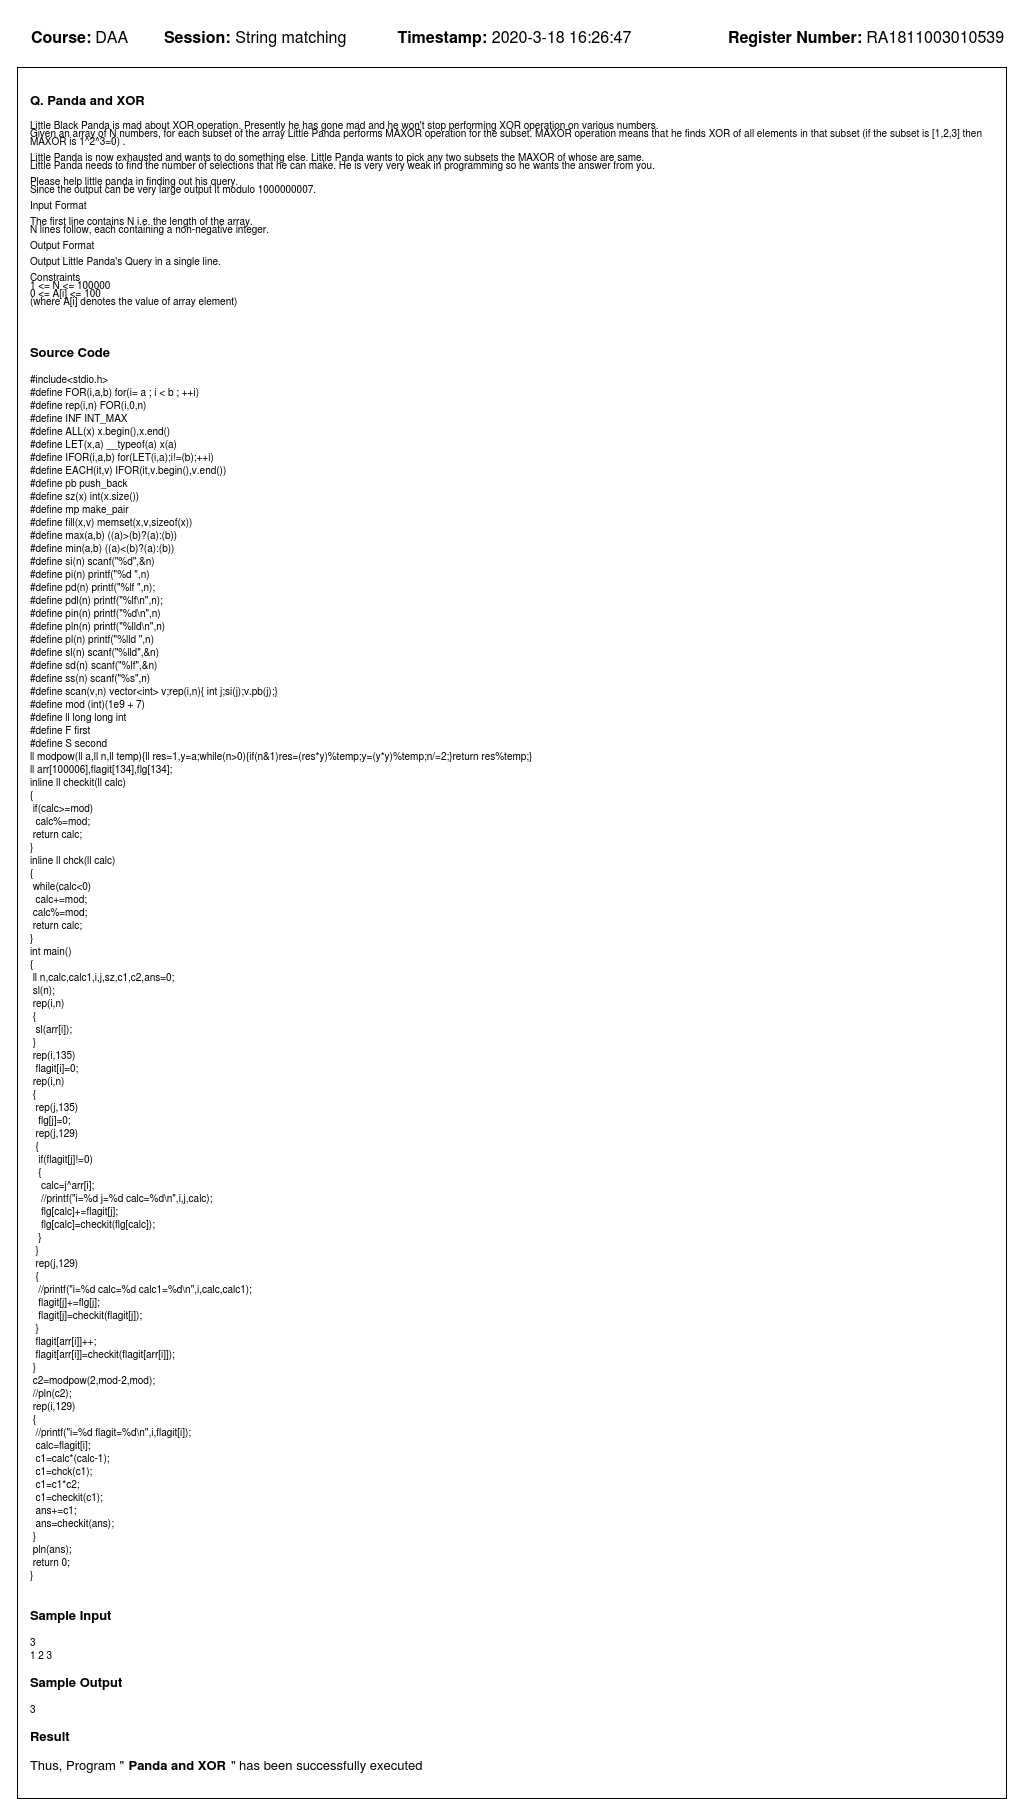 Course: DAA Session: String matching Timestamp: 2020-3-18 16:26:47 Register Number: RA1811003010539
Q. Panda and XOR
Little Black Panda is mad about XOR operation. Presently he has gone mad and he won't stop performing XOR operation on various numbers.
Given an array of N numbers, for each subset of the array Little Panda performs MAXOR operation for the subset. MAXOR operation means that he finds XOR of all elements in that subset (if the subset is [1,2,3] then
MAXOR is 1^2^3=0) .
Little Panda is now exhausted and wants to do something else. Little Panda wants to pick any two subsets the MAXOR of whose are same.
Little Panda needs to find the number of selections that he can make. He is very very weak in programming so he wants the answer from you.
Please help little panda in finding out his query.
Since the output can be very large output it modulo 1000000007.
Input Format
The first line contains N i.e. the length of the array.
N lines follow, each containing a non-negative integer.
Output Format
Output Little Panda's Query in a single line.
Constraints
1 <= N <= 100000
0 <= A[i] <= 100
(where A[i] denotes the value of array element)
Source Code
#include<stdio.h>
#define FOR(i,a,b) for(i= a ; i < b ; ++i)
#define rep(i,n) FOR(i,0,n)
#define INF INT_MAX
#define ALL(x) x.begin(),x.end()
#define LET(x,a) __typeof(a) x(a)
#define IFOR(i,a,b) for(LET(i,a);i!=(b);++i)
#define EACH(it,v) IFOR(it,v.begin(),v.end())
#define pb push_back
#define sz(x) int(x.size())
#define mp make_pair
#define fill(x,v) memset(x,v,sizeof(x))
#define max(a,b) ((a)>(b)?(a):(b))
#define min(a,b) ((a)<(b)?(a):(b))
#define si(n) scanf("%d",&n)
#define pi(n) printf("%d ",n)
#define pd(n) printf("%lf ",n);
#define pdl(n) printf("%lf\n",n);
#define pin(n) printf("%d\n",n)
#define pln(n) printf("%lld\n",n)
#define pl(n) printf("%lld ",n)
#define sl(n) scanf("%lld",&n)
#define sd(n) scanf("%lf",&n)
#define ss(n) scanf("%s",n)
#define scan(v,n) vector<int> v;rep(i,n){ int j;si(j);v.pb(j);}
#define mod (int)(1e9 + 7)
#define ll long long int
#define F first
#define S second
ll modpow(ll a,ll n,ll temp){ll res=1,y=a;while(n>0){if(n&1)res=(res*y)%temp;y=(y*y)%temp;n/=2;}return res%temp;}
ll arr[100006],flagit[134],flg[134];
inline ll checkit(ll calc)
{
if(calc>=mod)
calc%=mod;
return calc;
}
inline ll chck(ll calc)
{
while(calc<0)
calc+=mod;
calc%=mod;
return calc;
}
int main()
{
ll n,calc,calc1,i,j,sz,c1,c2,ans=0;
sl(n);
rep(i,n)
{
sl(arr[i]);
}
rep(i,135)
flagit[i]=0;
rep(i,n)
{
rep(j,135)
flg[j]=0;
rep(j,129)
{
if(flagit[j]!=0)
{
calc=j^arr[i];
//printf("i=%d j=%d calc=%d\n",i,j,calc);
flg[calc]+=flagit[j];
flg[calc]=checkit(flg[calc]);
}
}
rep(j,129)
{
//printf("i=%d calc=%d calc1=%d\n",i,calc,calc1);
flagit[j]+=flg[j];
flagit[j]=checkit(flagit[j]);
}
flagit[arr[i]]++;
flagit[arr[i]]=checkit(flagit[arr[i]]);
}
c2=modpow(2,mod-2,mod);
//pln(c2);
rep(i,129)
{
//printf("i=%d flagit=%d\n",i,flagit[i]);
calc=flagit[i];
c1=calc*(calc-1);
c1=chck(c1);
c1=c1*c2;
c1=checkit(c1);
ans+=c1;
ans=checkit(ans);
}
pln(ans);
return 0;
}
Sample Input
3
1 2 3
Sample Output
3
Result
Thus, Program " Panda and XOR " has been successfully executed